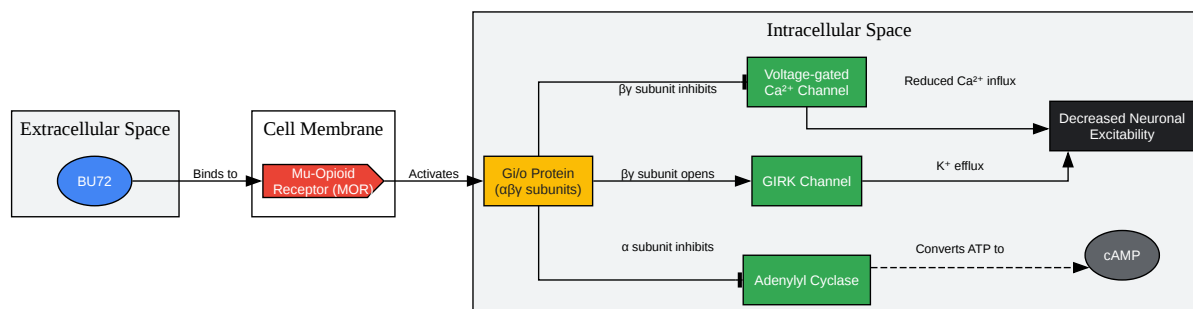 Intracellular Space
Voltage-gated
Ca²⁺ Channel
Reduced Ca²⁺ influx
βγ subunit inhibits
Decreased Neuronal
Excitability
Extracellular Space
Cell Membrane
BU72
Binds to
Mu-Opioid
Receptor (MOR)
Activates
Gi/o Protein
(αβγ subunits)
βγ subunit opens
GIRK Channel
K⁺ efflux
α subunit inhibits
Adenylyl Cyclase
Converts ATP to
cAMP